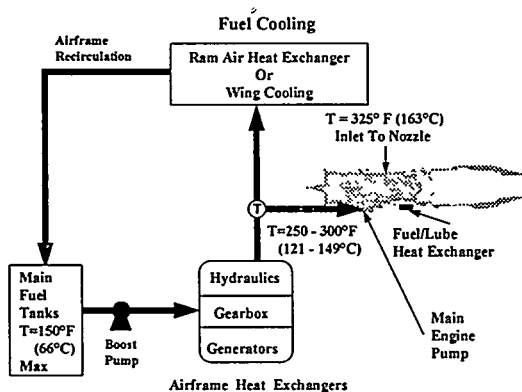 Fuel Cooling
Airframe
Recirculation
Ram Air Heat Exchanger
Or
Wing Cooling
T = 325° F (163°C)
Inlet To Nozzle
T
T=250 - 300°F
(121 - 149°C)
Fuel/Lube
Heat Exchanger
Main
Fuel
Tanks
T=150°F
(66°C)
Max
Boost
Pump
Hydraulics
Gearbox
Generators
Main
Engine
Pump
Airframe Heat Exchangers